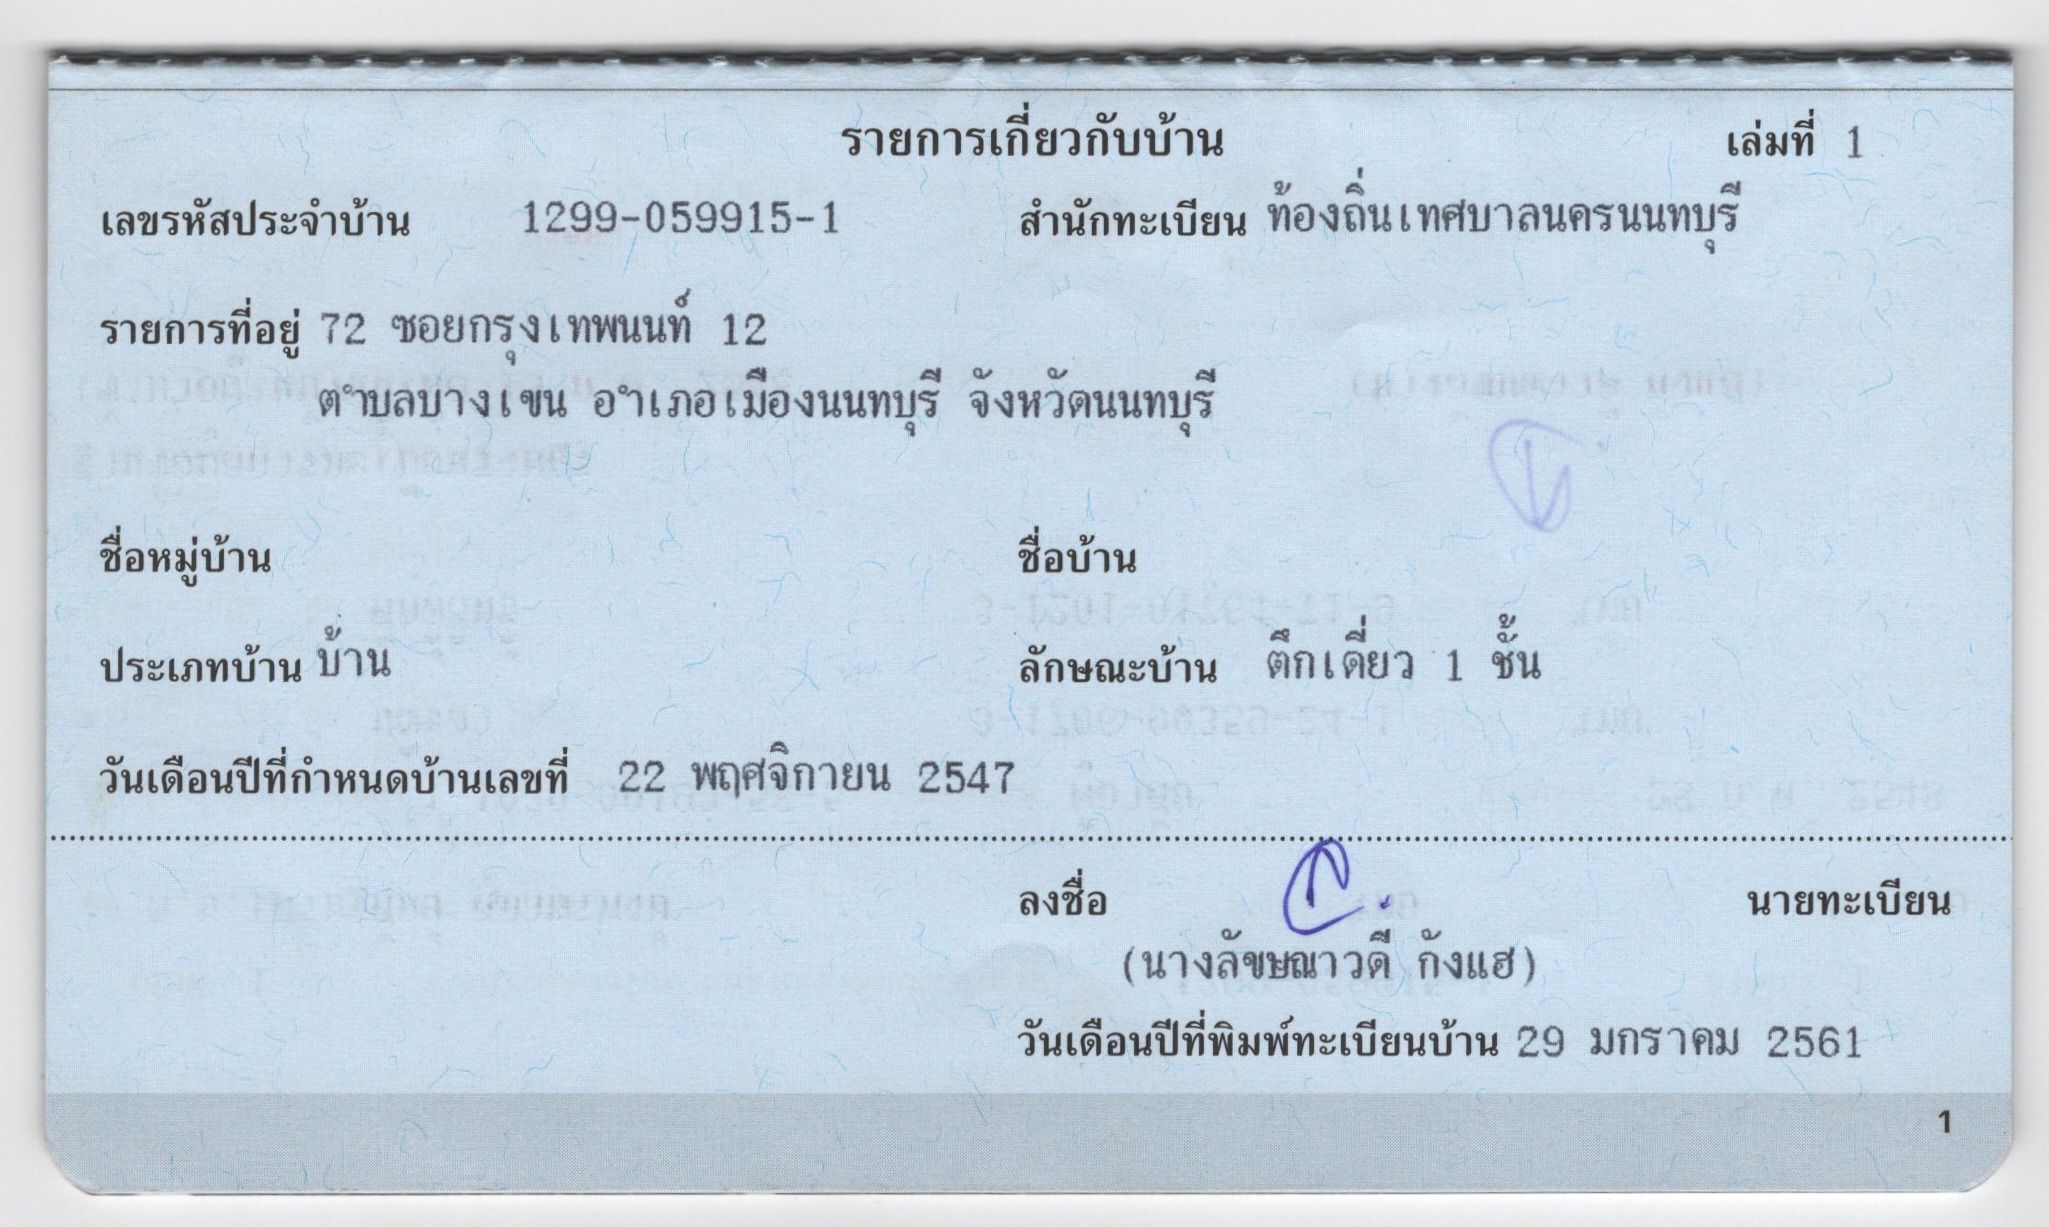 รายการเกี่ยวกับบ้าน เล่มที่ 1
เลขรหัสประจำบ้าน 1299-059915-1 สำนักทะเบียน ท้องถิ่นเทศบาลนครนนทบุรี
รายการที่อยู่ 72 ซอยกรุงเทพนนท์ 12
ตำบลบางเขน อำเภอเมืองนนทบุรี จังหวัดนนทบุรี
ชื่อหมู่บ้าน ชื่อบ้าน
ประเภทบ้าน บ้าน ลักษณะบ้าน ตึกเดี่ยว 1 ชั้น
วันเดือนปีที่กำหนดบ้านเลขที่ 22 พฤศจิกายน 2547
ลงชื่อ นายทะเบียน
(นางลัขษณาวดี กังแฮ)
วันเดือนปีที่พิมพ์ทะเบียนบ้าน 29 มกราคม 2561
1